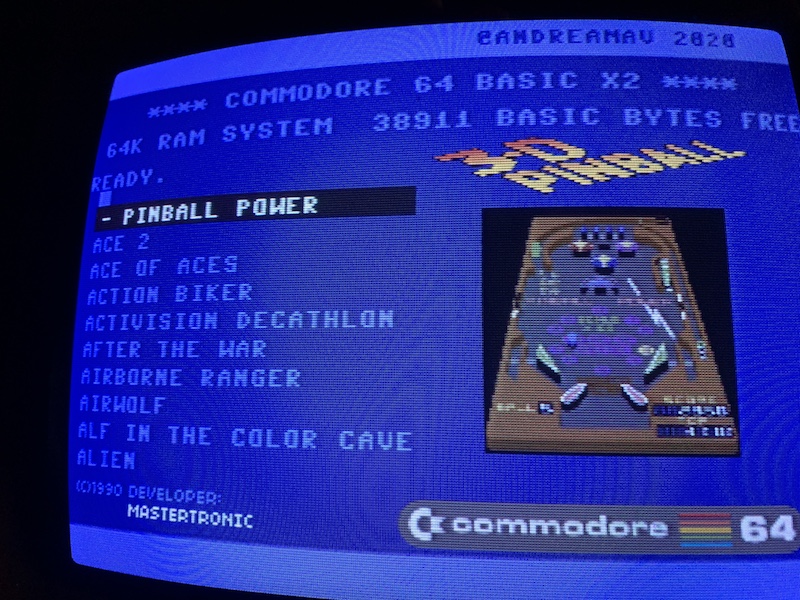 @ANDREAMAV 2020
**** COMMODORE 64 BASIC X2 ****
64K RAM SYSTEM 38911 BASIC BYTES FREE
READY.
3D PINBALL
- PINBALL POWER
ACE 2
ACE OF ACES
ACTION BIKER
ACTIVISION DECATHLON
AFTER THE WAR
AIRBORNE RANGER
AIRWOLF
ALF IN THE COLOR CAVE
ALIEN
(C)1990 DEVELOPER:
MASTERTRONIC
commodore 64